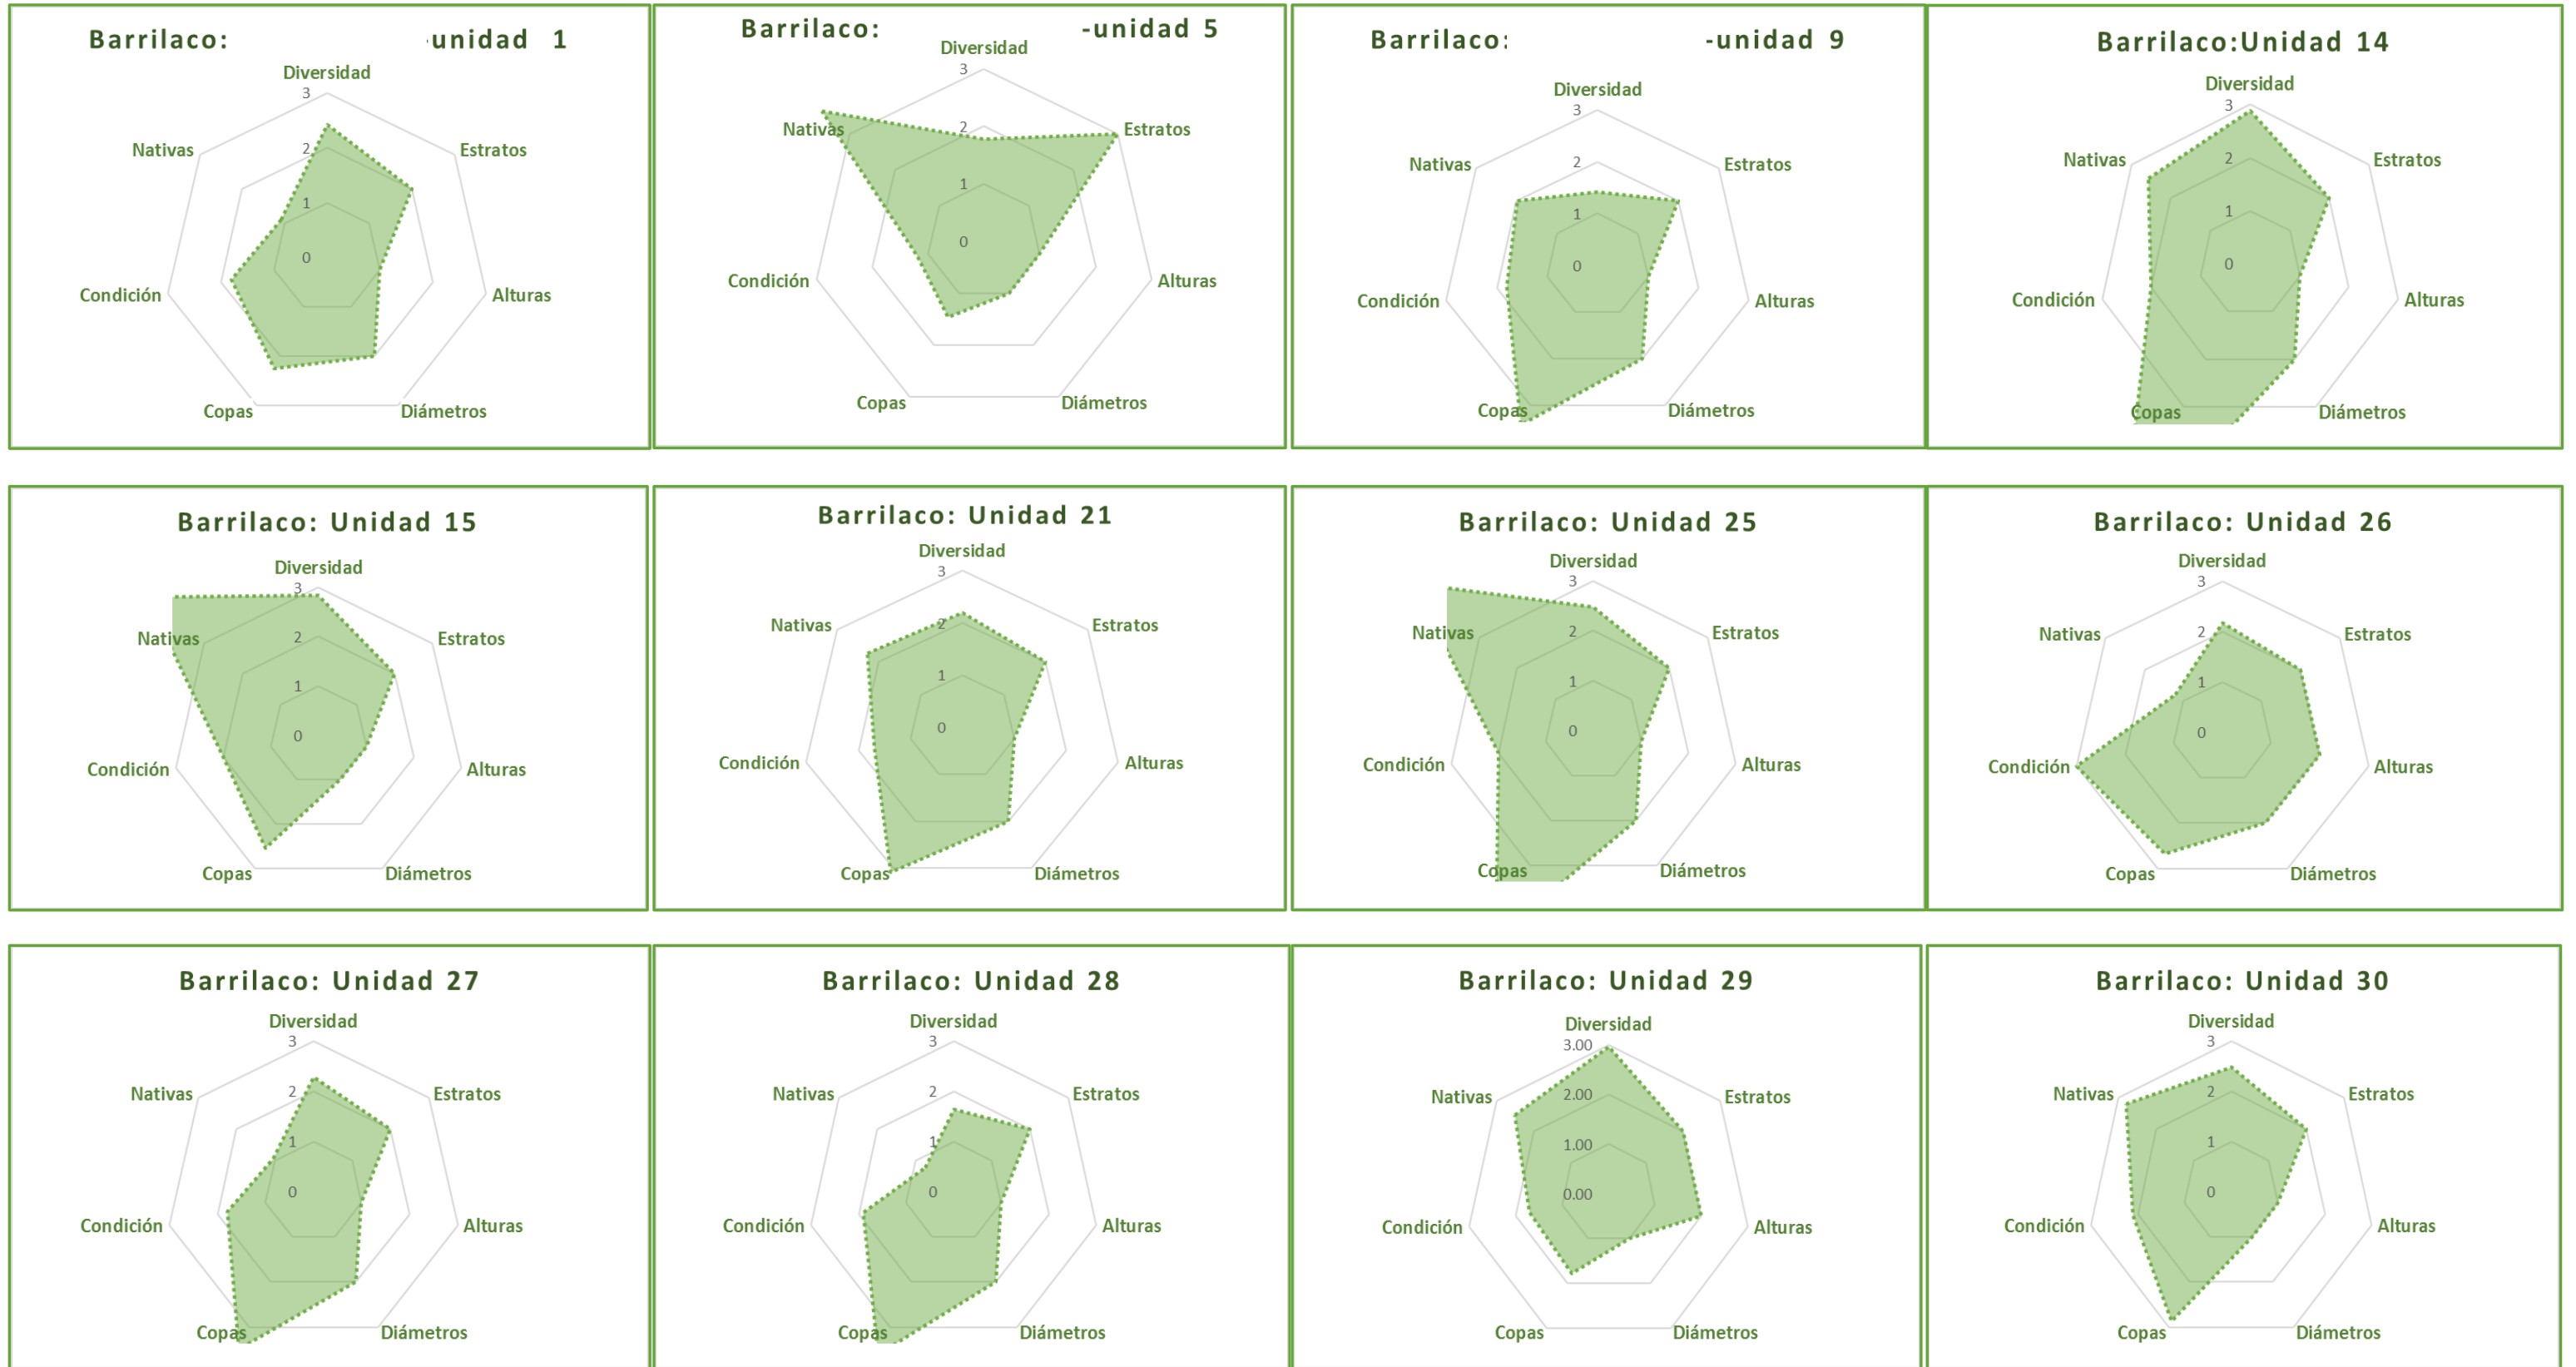 Barrilaco: -unidad 1
Diversidad
3
Nativas
Estratos
2
1
0
Condición
Alturas
Copas
Diámetros
Barrilaco: -unidad 5
Diversidad
3
Nativas
Estratos
2
1
0
Condición
Alturas
Copas
Diámetros
Barrilaco: -unidad 9
Diversidad
3
Nativas
Estratos
2
1
0
Condición
Alturas
Copas
Diámetros
Barrilaco:Unidad 14
Diversidad
3
Nativas
Estratos
2
1
0
Condición
Alturas
Copas
Diámetros
Barrilaco: Unidad 15
Diversidad
3
Nativas
Estratos
2
1
0
Condición
Alturas
Copas
Diámetros
Barrilaco: Unidad 21
Diversidad
3
Nativas
Estratos
2
1
0
Condición
Alturas
Copas
Diámetros
Barrilaco: Unidad 25
Diversidad
3
Nativas
Estratos
2
1
0
Condición
Alturas
Copas
Diámetros
Barrilaco: Unidad 26
Diversidad
3
Nativas
Estratos
2
1
0
Condición
Alturas
Copas
Diámetros
Barrilaco: Unidad 27
Diversidad
3
Nativas
Estratos
2
1
0
Condición
Alturas
Copas
Diámetros
Barrilaco: Unidad 28
Diversidad
3
Nativas
Estratos
2
1
0
Condición
Alturas
Copas
Diámetros
Barrilaco: Unidad 29
Diversidad
3.00
Nativas
Estratos
2.00
1.00
0.00
Condición
Alturas
Copas
Diámetros
Barrilaco: Unidad 30
Diversidad
3
Nativas
Estratos
2
1
0
Condición
Alturas
Copas
Diámetros